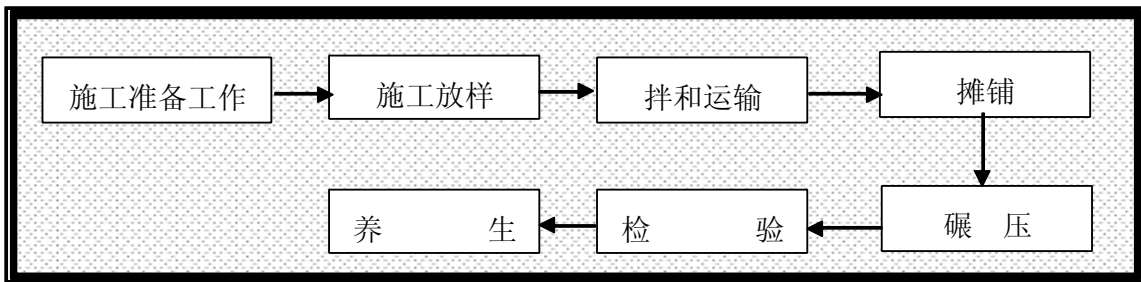 施工准备工作
施工放样
拌和运输
摊铺
碾 压
检 验
养 生